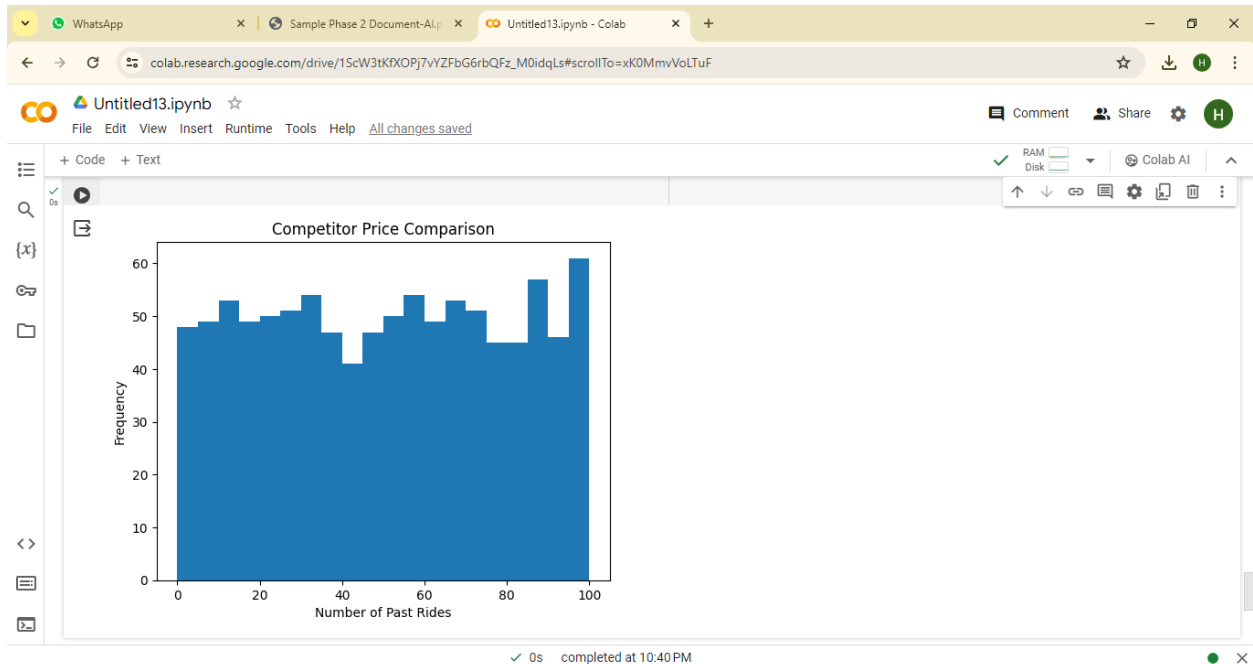 WhatsApp
Sample Phase 2 Document-AI.p
Untitled13.ipynb - Colab
colab.research.google.com/drive/1ScW3tKfXOPj7vYZFbG6rbQFz_M0idqLs#scrollTo=xK0MmvVoLTuF
Untitled13.ipynb
Comment Share H
File Edit View Insert Runtime Tools Help All changes saved
+ Code + Text
RAM
Disk
Colab AI
0s
{x}
Competitor Price Comparison
60
50
40
30
20
10
0
Frequency
0 20 40 60 80 100
Number of Past Rides
0s completed at 10:40 PM